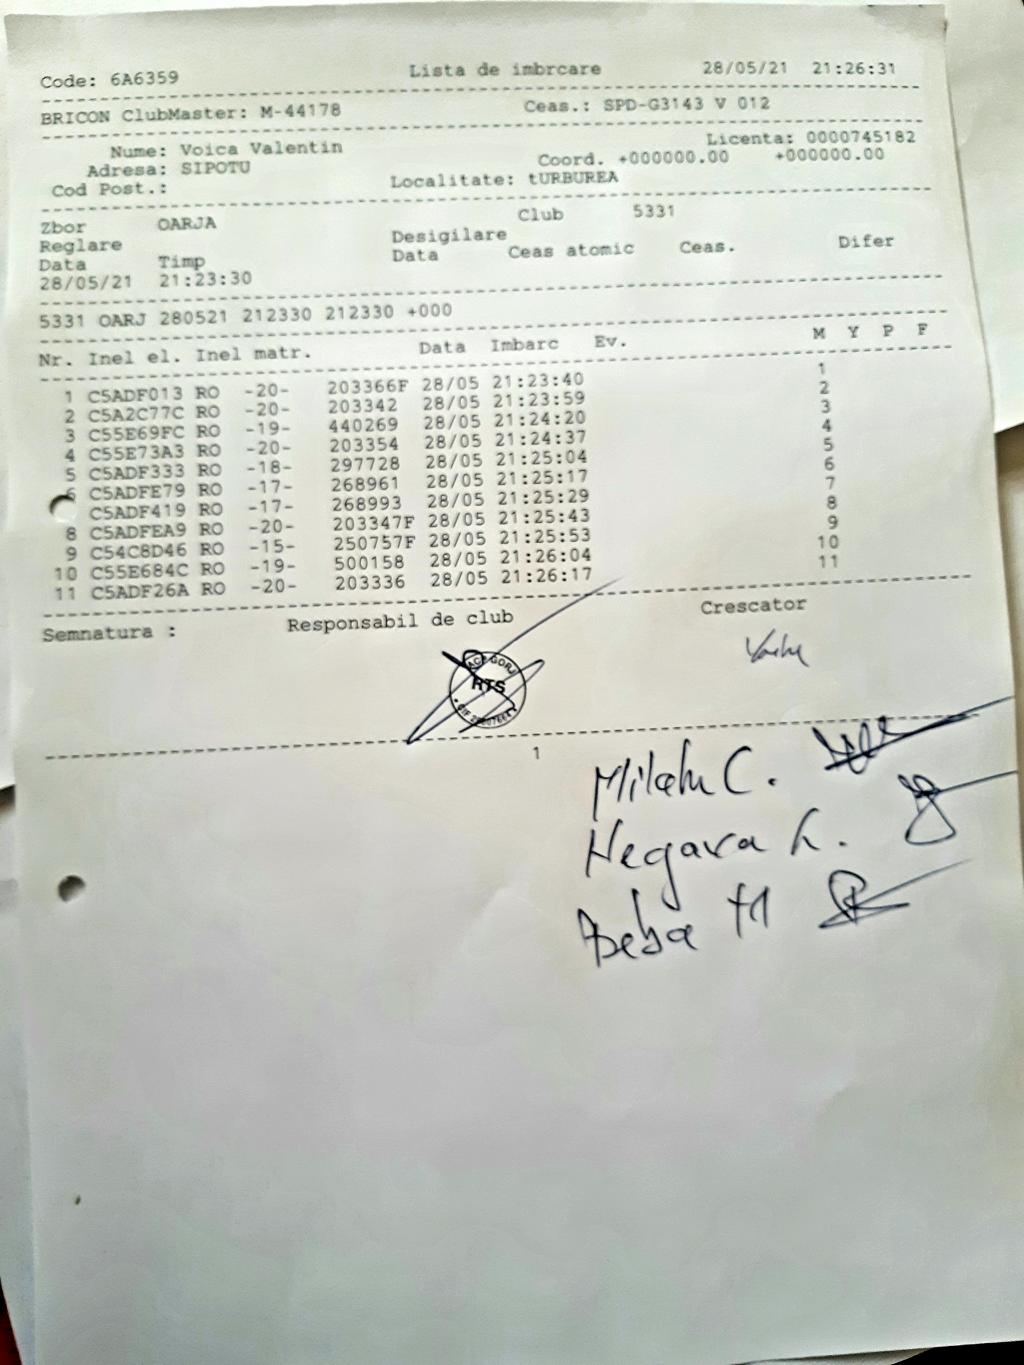 Code: 6A6359 Lista de imbrcare 28/05/21 21:26:31
BRICON ClubMaster: M-44178 Ceas.: SPD-G3143 V 012
Nume: Voica Valentin Licenta: 0000745182
Adresa: SIPOTU Coord. +000000.00 +000000.00
Cod Post.: Localitate: tURBUREA
Zbor OARJA Club 5331
Reglare Desigilare
Data Timp Data Ceas atomic Ceas. Difer
28/05/21 21:23:30
5331 OARJ 280521 212330 212330 +000
Nr. Inel el. Inel matr. Data Imbarc Ev. M Y P F
1 C5ADF013 RO -20- 203366F 28/05 21:23:40 1
2 C5A2C77C RO -20- 203342 28/05 21:23:59 2
3 C55E69FC RO -19- 440269 28/05 21:24:20 3
4 C55E73A3 RO -20- 203354 28/05 21:24:37 4
5 C5ADF333 RO -18- 297728 28/05 21:25:04 5
6 C5ADFE79 RO -17- 268961 28/05 21:25:17 6
C5ADF419 RO -17- 268993 28/05 21:25:29 7
8 C5ADFEA9 RO -20- 203347F 28/05 21:25:43 8
9 C54C8D46 RO -15- 250757F 28/05 21:25:53 9
10 C55E684C RO -19- 500158 28/05 21:26:04 10
11 C5ADF26A RO -20- 203336 28/05 21:26:17 11
Semnatura : Responsabil de club Crescator
GORJ
RTS
1
C.
Negara
Beba M